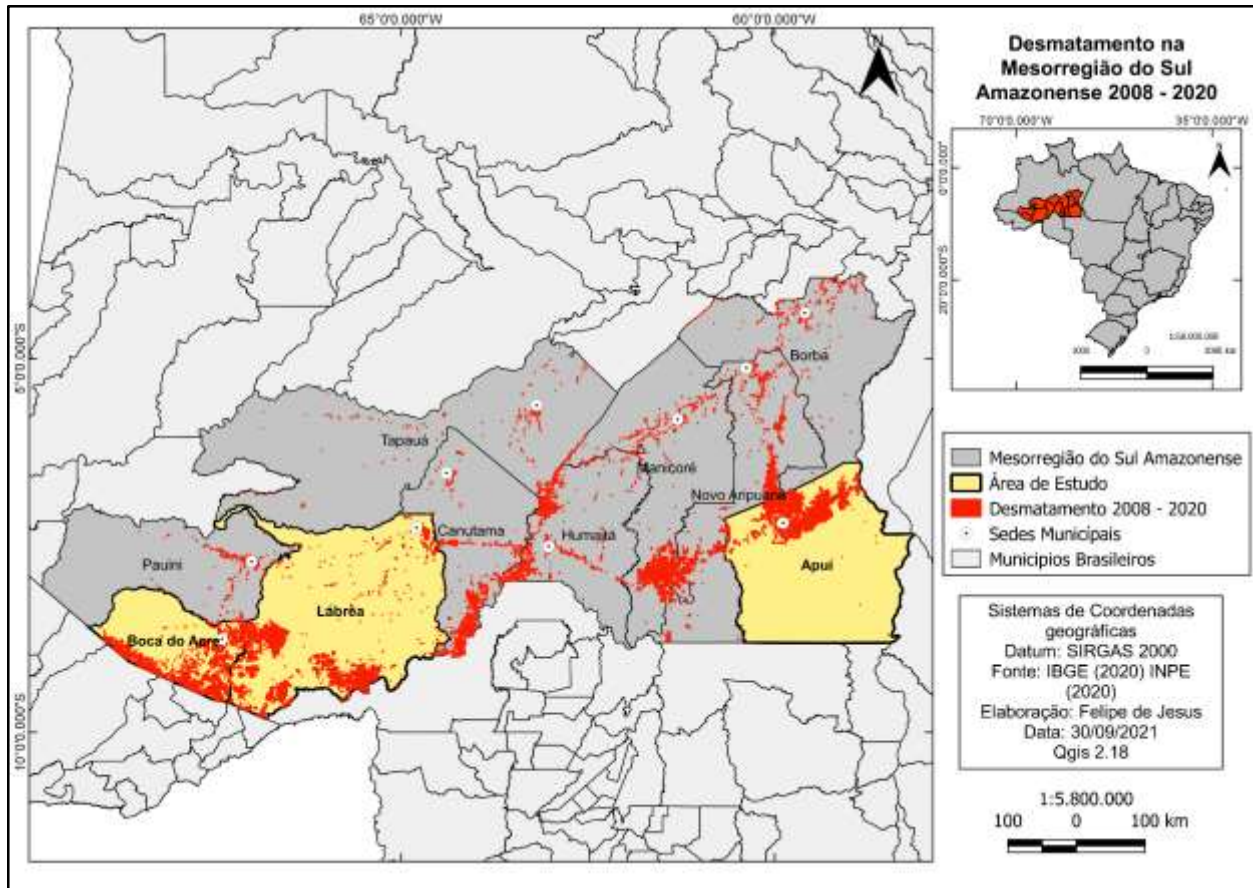 65°0'0.000"W
60°0'0.000"W
5°0'0.000"S
10°0'0.000"S
N
Tapauá
Borba
Manicoré
Novo Aripuanã
Canutama
Humaitá
Pauini
Lábrea
Apuí
Boca do Acre
Desmatamento na
Mesorregião do Sul
Amazonense 2008 - 2020
70°0'0.000"W
35°0'0.000"W
0°0'0.000"
20°0'0.000"S
N
1000
0
Mesorregião do Sul Amazonense
Área de Estudo
Desmatamento 2008 - 2020
Sedes Municipais
Municipios Brasileiros
Sistemas de Coordenadas
geográficas
Datum: SIRGAS 2000
Fonte: IBGE (2020) INPE
(2020)
Elaboração: Felipe de Jesus
Data: 30/09/2021
Qgis 2.18
1:5.800.000
100 0 100 km